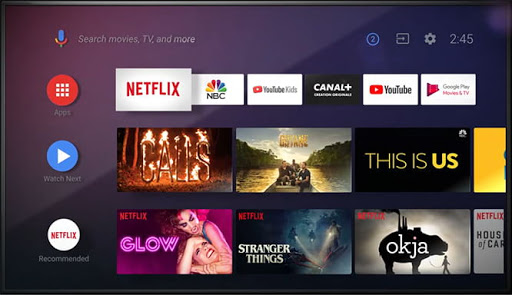 Search movies, TV, and more
2
2:45
NETFLIX
NBC
YouTube Kids
CANAL+
CREATION ORIGINALE
YouTube
Google Play
Movies & TV
Apps
CALLS
GUYANE
THIS IS US
Watch Next
NETFLIX
Recommended
NETFLIX
GLOW
NETFLIX
STRANGER
THINGS
NETFLIX
okja
NETFLIX
HOUSE
OF CAR